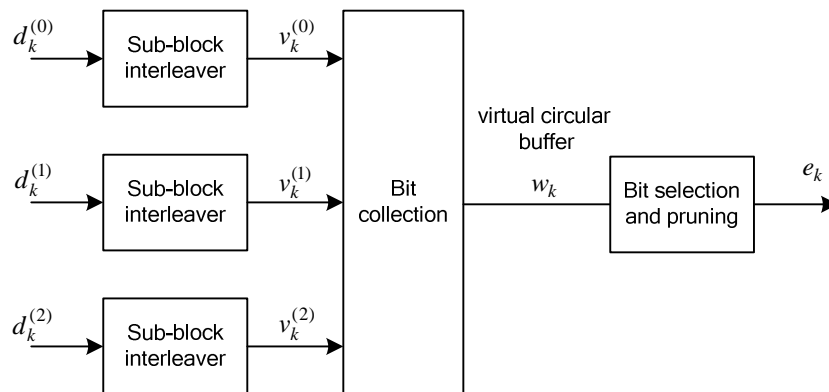 d_k^{(0)}
Sub-block
interleaver
v_k^{(0)}
virtual circular
buffer
d_k^{(1)}
Sub-block
interleaver
v_k^{(1)}
Bit
collection
w_k
Bit selection
and pruning
e_k
d_k^{(2)}
Sub-block
interleaver
v_k^{(2)}